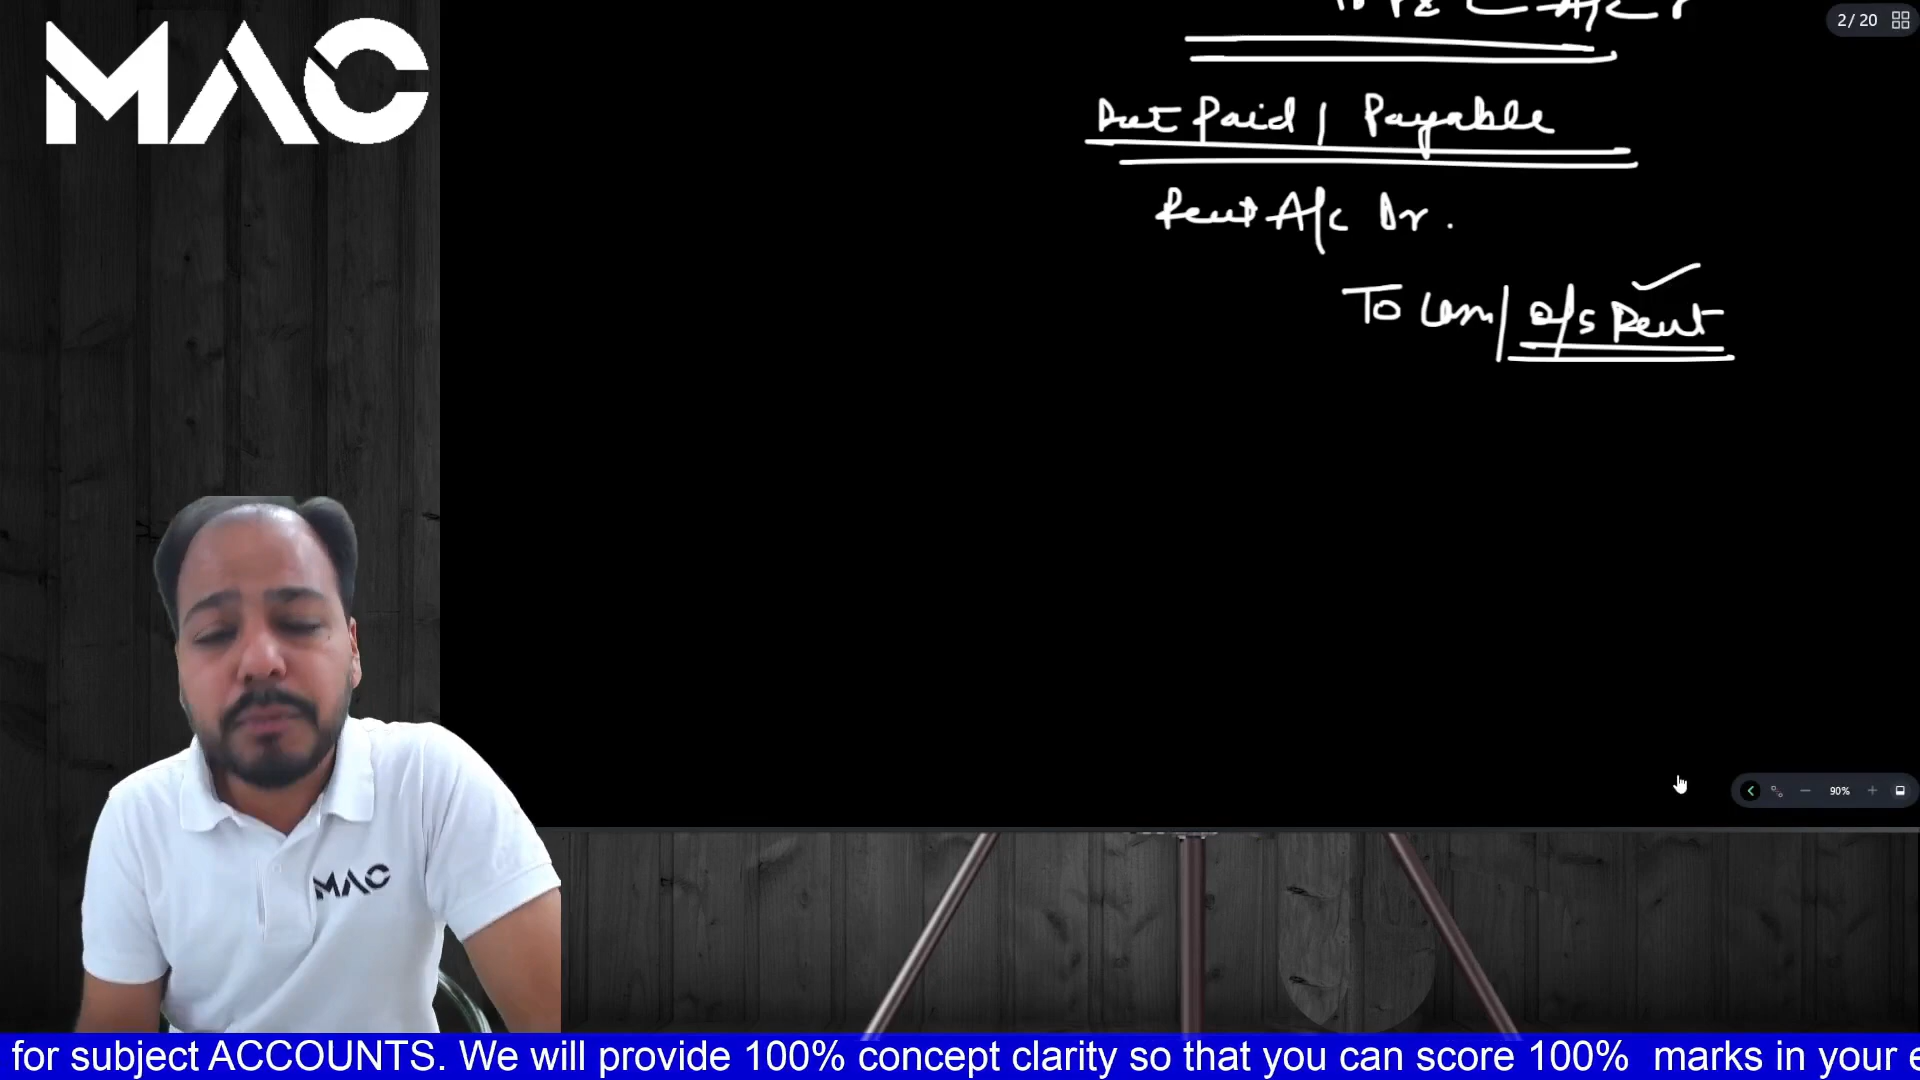 MAC
2/20
Rent Paid / Payable
Rent A/c Dr.
To Cash / o/s Rent
90%
MAC
for subject ACCOUNTS. We will provide 100% concept clarity so that you can score 100% marks in your e